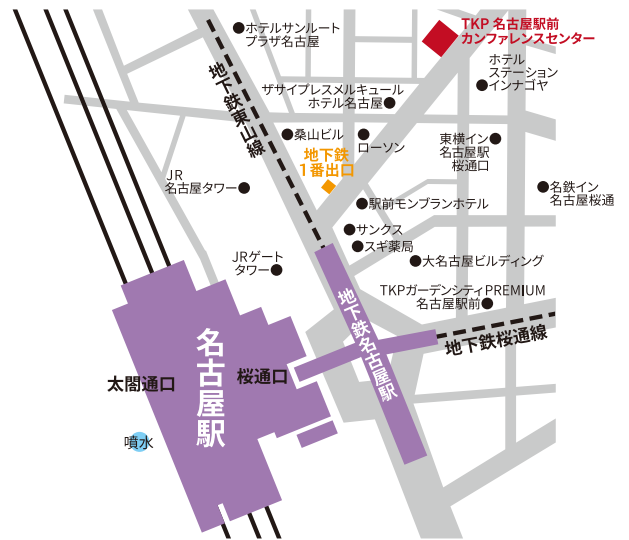 TKP 名古屋駅前
カンファレンスセンター
ホテルサンルート
プラザ名古屋
ホテル
ステーション
インナゴヤ
地下鉄東山線
ザサイプレスメルキュール
ホテル名古屋
桑山ビル
ローソン
東横イン
名古屋駅
桜通口
地下鉄
1番出口
JR
名古屋タワー
名鉄イン
名古屋桜通
駅前モンブランホテル
サンクス
スギ薬局
JRゲート
タワー
大名古屋ビルディング
TKPガーデンシティPREMIUM
名古屋駅前
地下鉄名古屋駅
地下鉄桜通線
名古屋駅
桜通口
太閤通口
噴水